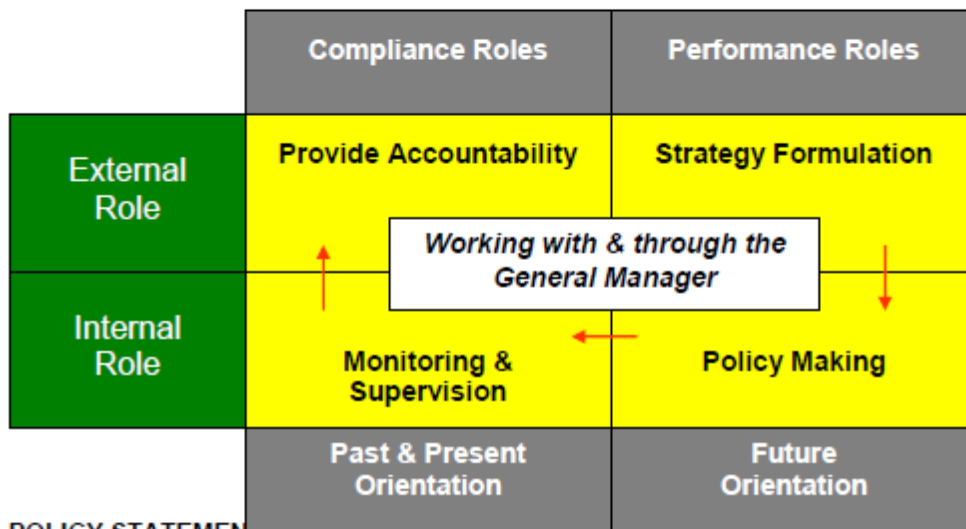 Compliance Roles
Performance Roles
External
Role
Provide Accountability
Strategy Formulation
Working with & through the
General Manager
Internal
Role
Monitoring &
Supervision
Policy Making
Past & Present
Orientation
Future
Orientation
POLICY